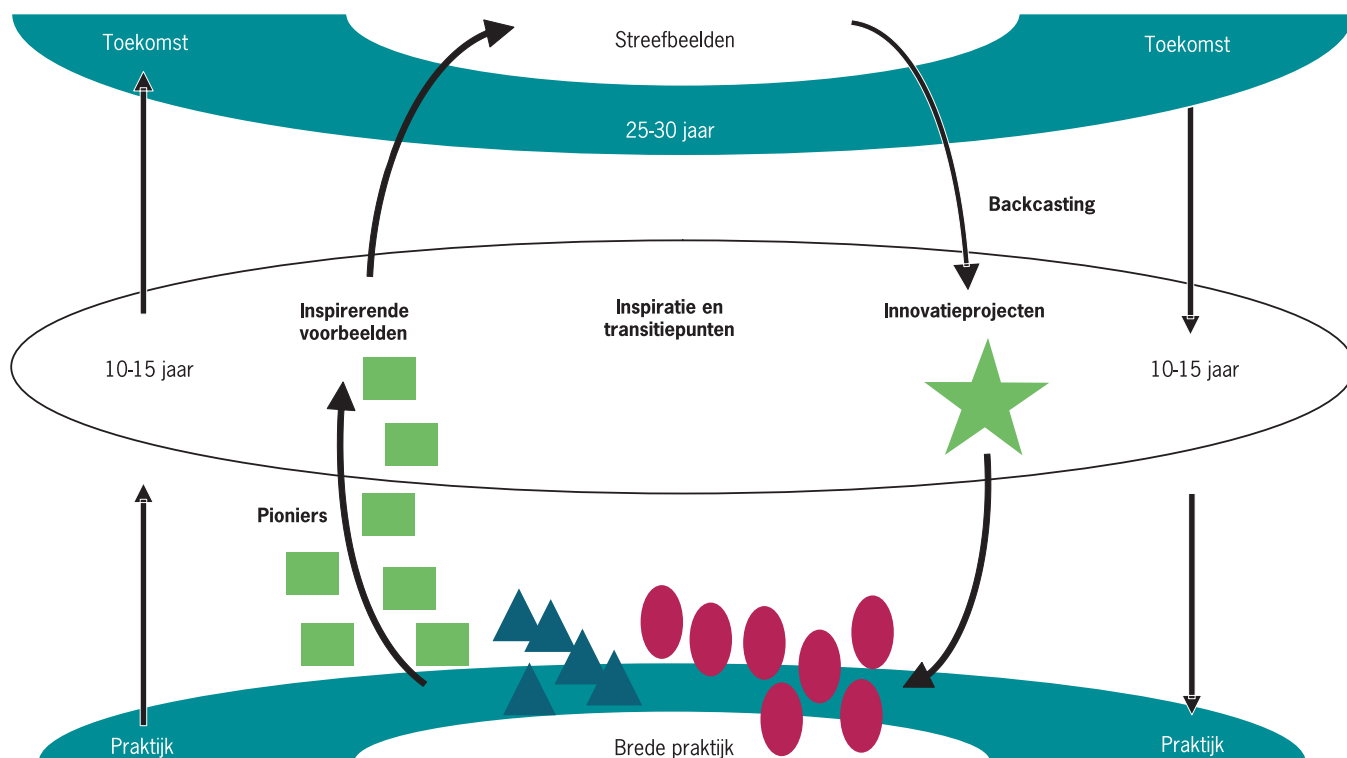 Toekomst
Streefbeelden
Toekomst
25-30 jaar
Backcasting
Inspirerende
voorbeelden
Inspiratie en
transitiepunten
Innovatieprojecten
10-15 jaar
10-15 jaar
Pioniers
Praktijk
Brede praktijk
Praktijk